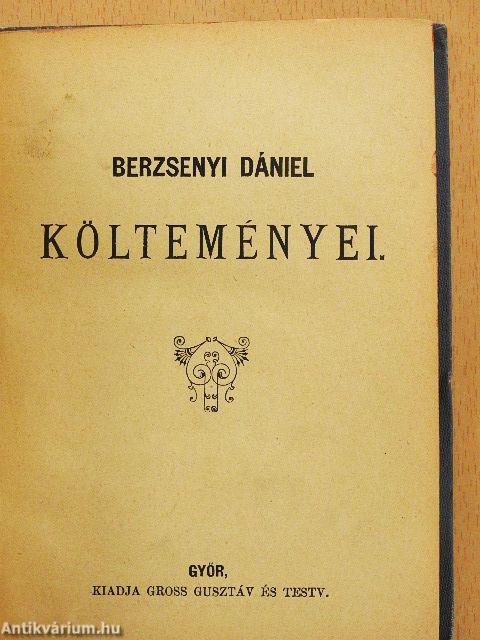 BERZSENYI DÁNIEL
KÖLTEMÉNYEI.
GYŐR,
KIADJA GROSS GUSZTÁV ÉS TESTV.
Antikvárium.hu